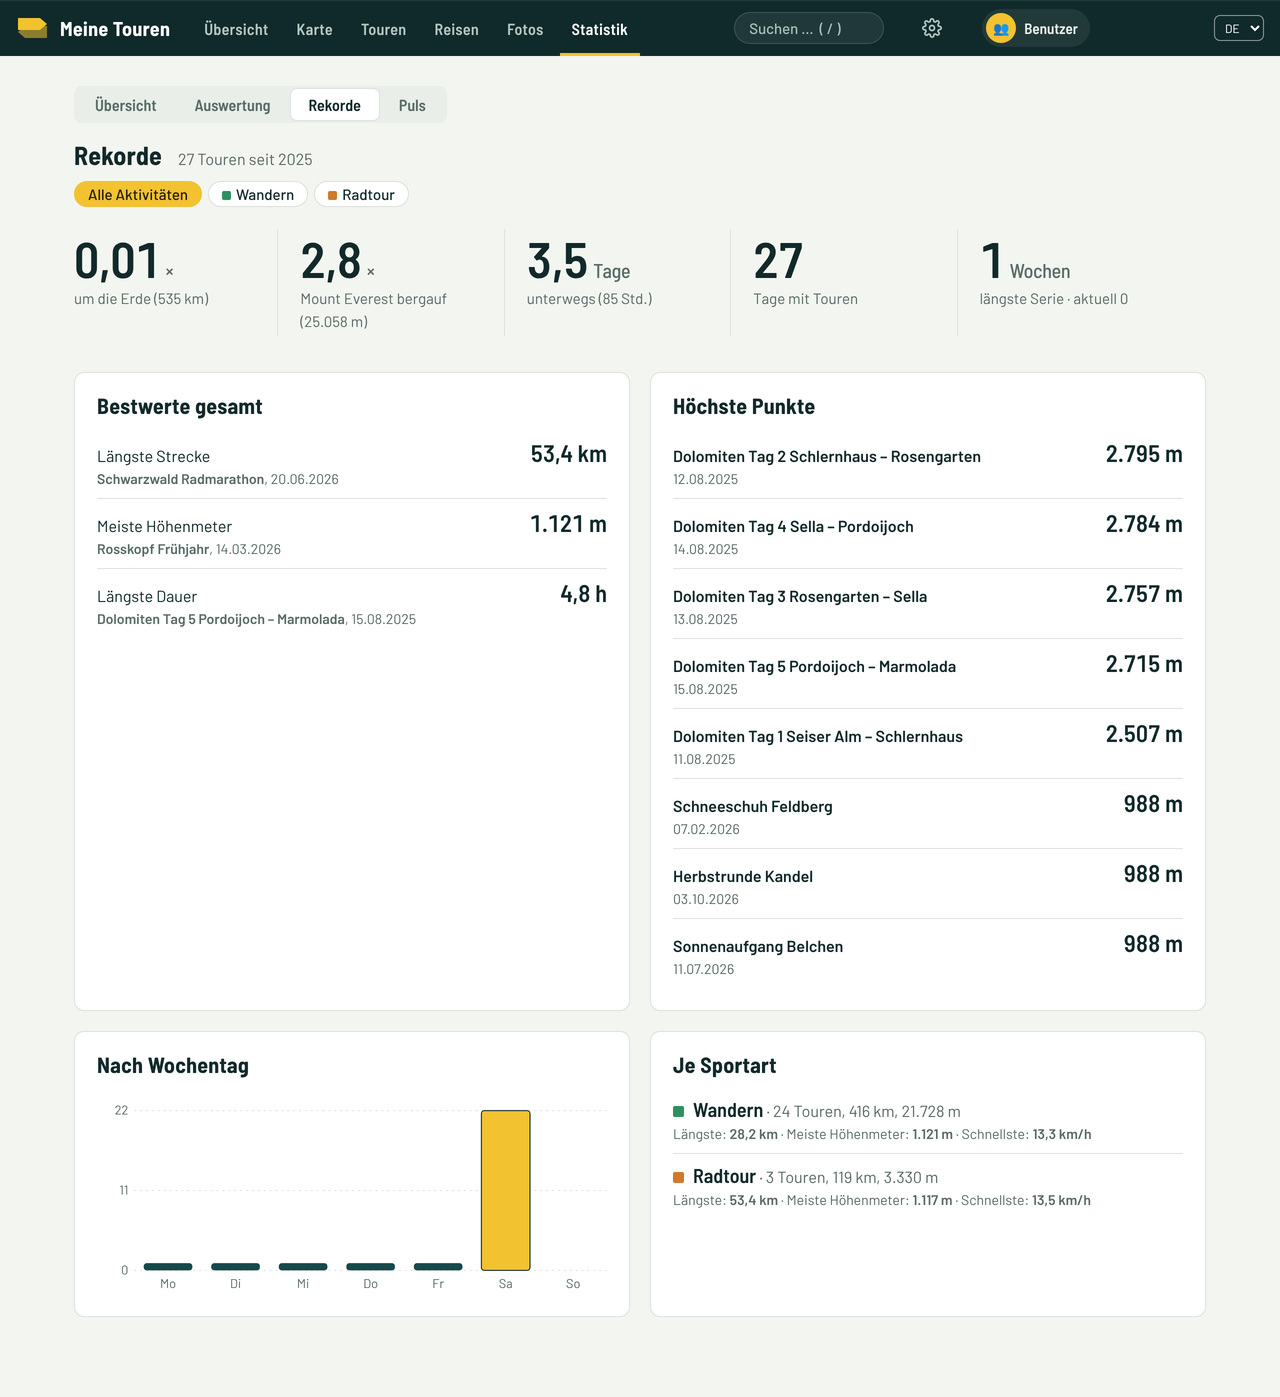 Meine Touren Übersicht Karte Touren Reisen Fotos Statistik Suchen … ( / ) Benutzer DE
Übersicht Auswertung Rekorde Puls
Rekorde 27 Touren seit 2025
Alle Aktivitäten Wandern Radtour
0,01 ×
um die Erde (535 km)
2,8 ×
Mount Everest bergauf
(25.058 m)
3,5 Tage
unterwegs (85 Std.)
27
Tage mit Touren
1 Wochen
längste Serie · aktuell 0
Bestwerte gesamt
Längste Strecke 53,4 km
Schwarzwald Radmarathon, 20.06.2026
Meiste Höhenmeter 1.121 m
Rosskopf Frühjahr, 14.03.2026
Längste Dauer 4,8 h
Dolomiten Tag 5 Pordoijoch – Marmolada, 15.08.2025
Höchste Punkte
Dolomiten Tag 2 Schlernhaus – Rosengarten 2.795 m
12.08.2025
Dolomiten Tag 4 Sella – Pordoijoch 2.784 m
14.08.2025
Dolomiten Tag 3 Rosengarten – Sella 2.757 m
13.08.2025
Dolomiten Tag 5 Pordoijoch – Marmolada 2.715 m
15.08.2025
Dolomiten Tag 1 Seiser Alm – Schlernhaus 2.507 m
11.08.2025
Schneeschuh Feldberg 988 m
07.02.2026
Herbstrunde Kandel 988 m
03.10.2026
Sonnenaufgang Belchen 988 m
11.07.2026
Nach Wochentag
22
11
0
Mo Di Mi Do Fr Sa So
Je Sportart
Wandern · 24 Touren, 416 km, 21.728 m
Längste: 28,2 km · Meiste Höhenmeter: 1.121 m · Schnellste: 13,3 km/h
Radtour · 3 Touren, 119 km, 3.330 m
Längste: 53,4 km · Meiste Höhenmeter: 1.117 m · Schnellste: 13,5 km/h